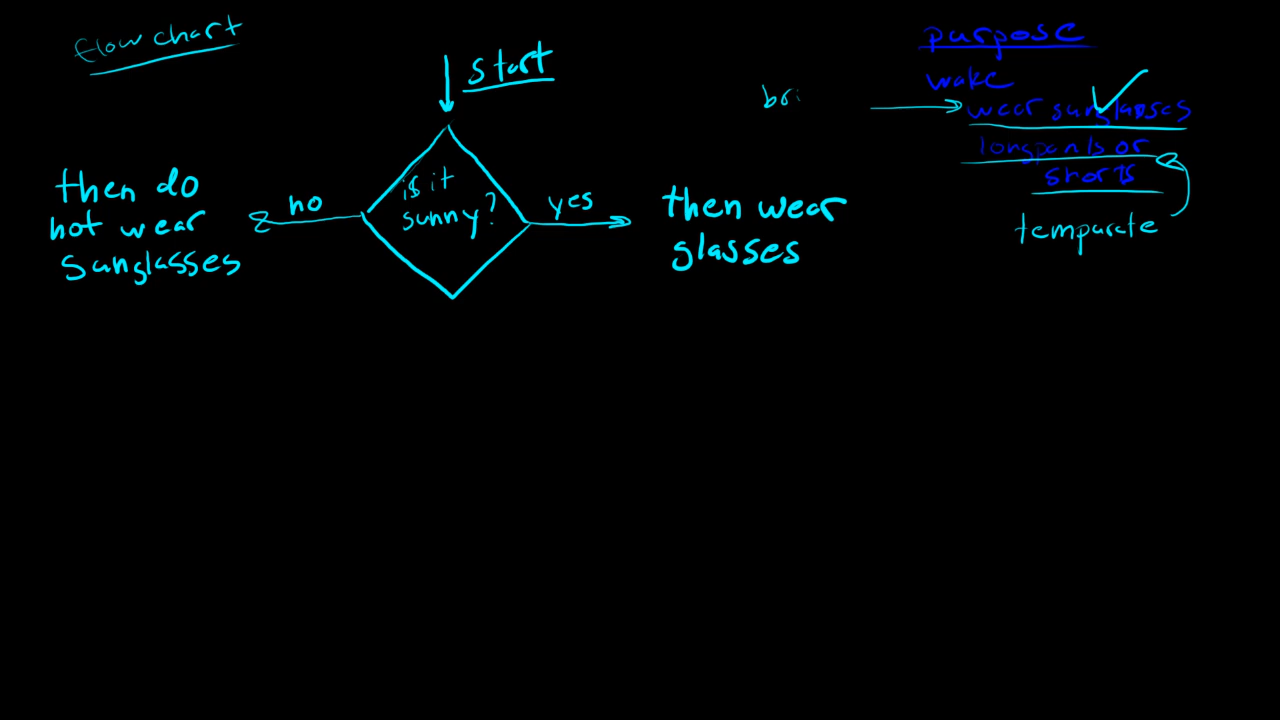 flow chart
start
is it
sunny?
no
then do
not wear
sunglasses
yes
then wear
glasses
bri
purpose
wake
wear sunglasses
longpants or
shorts
tempurate